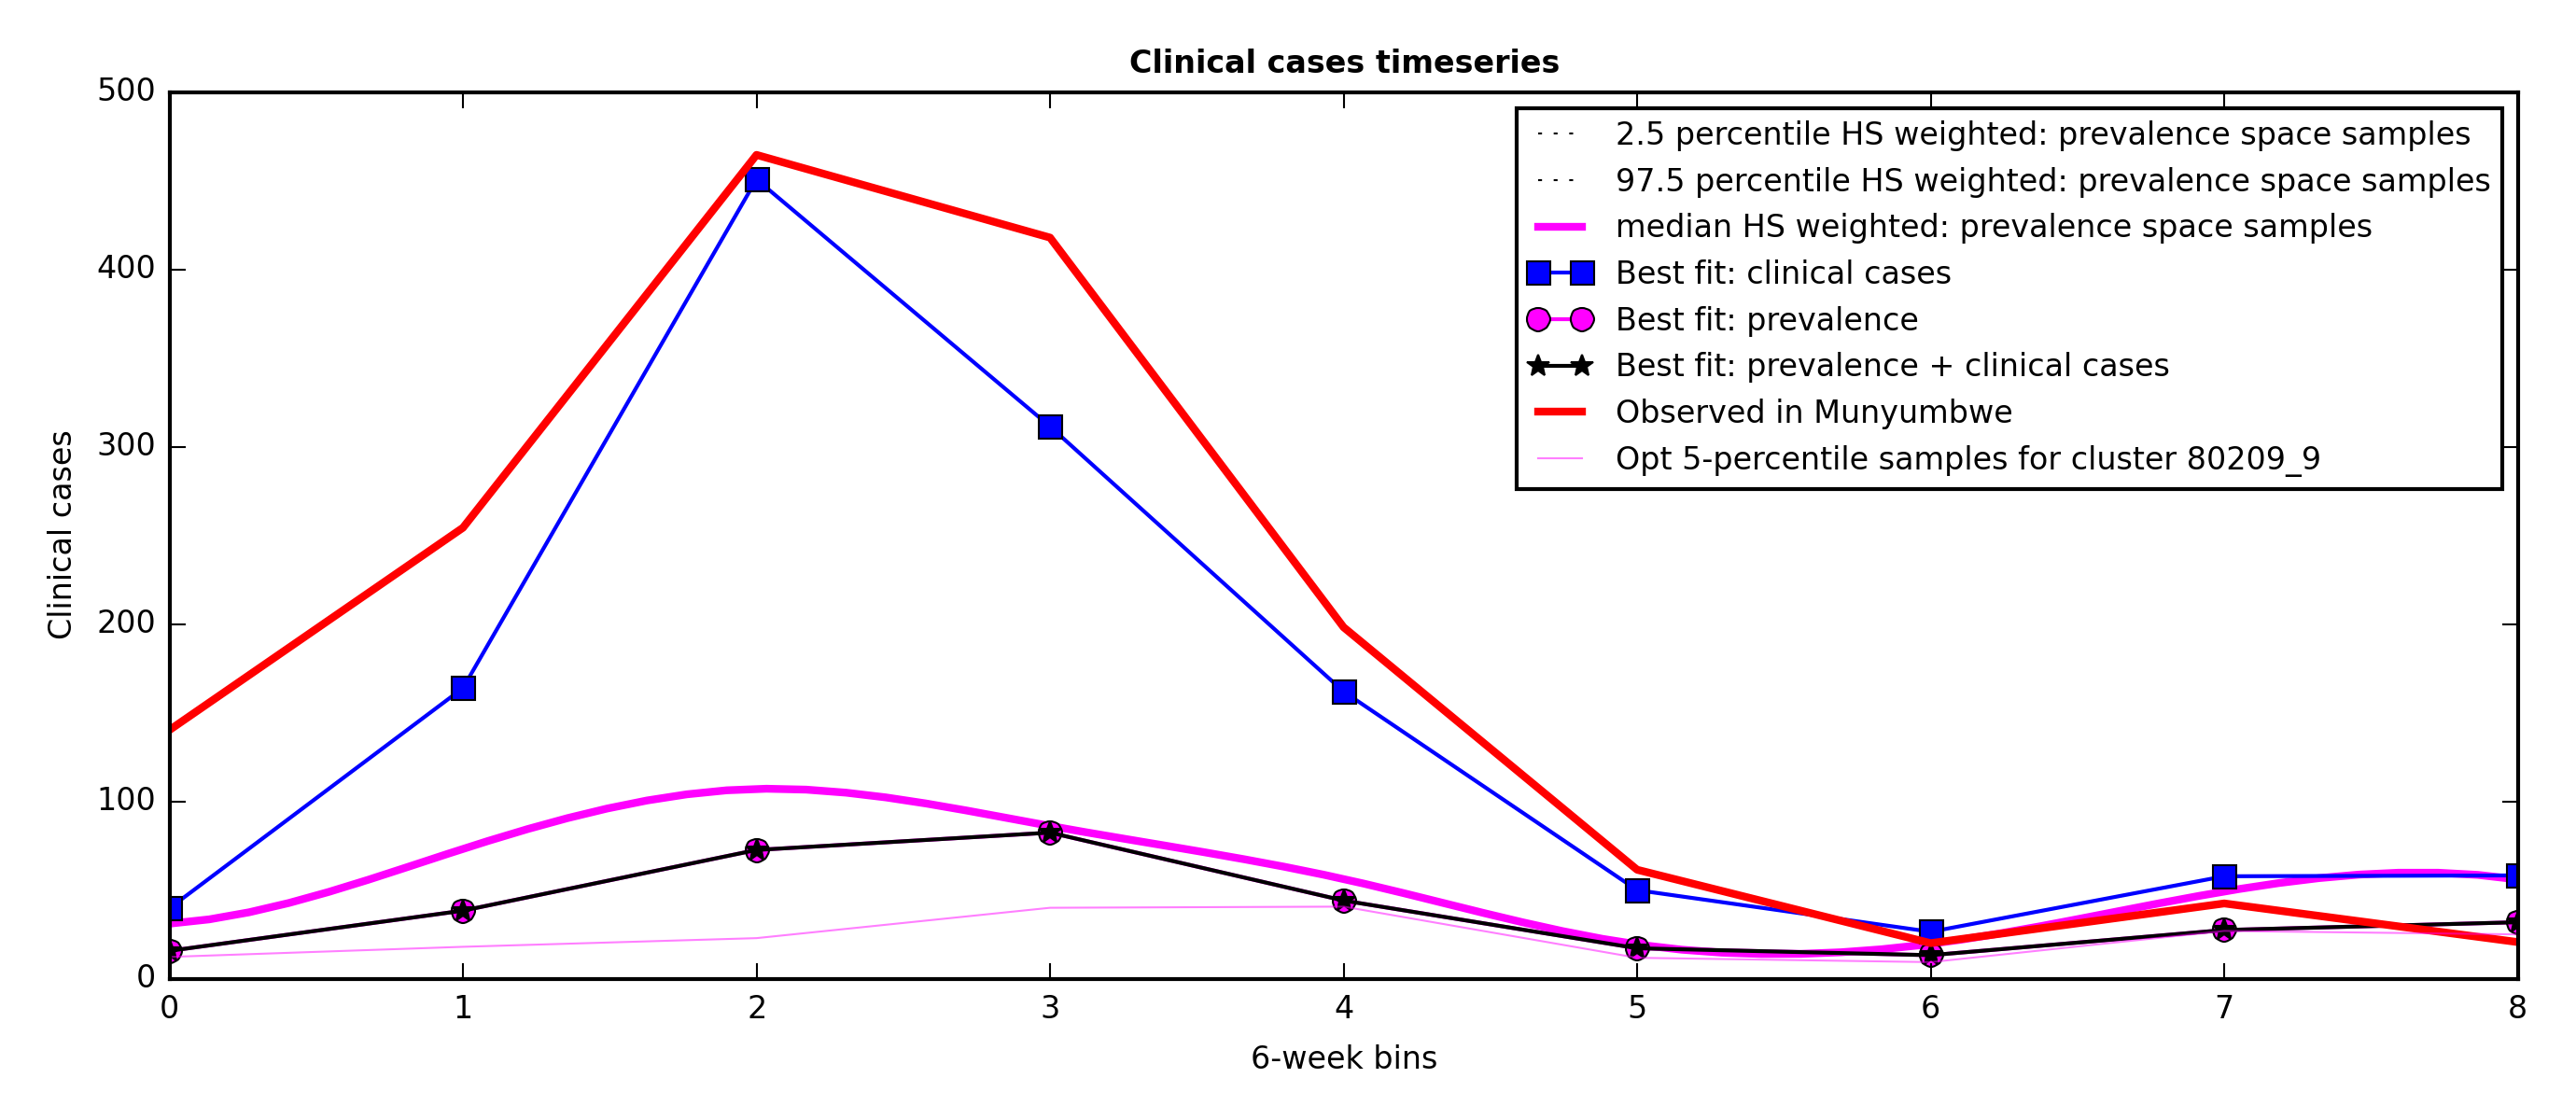 Clinical cases timeseries
500
400
300
200
100
0
Clinical cases
2.5 percentile HS weighted: prevalence space samples
97.5 percentile HS weighted: prevalence space samples
median HS weighted: prevalence space samples
Best fit: clinical cases
Best fit: prevalence
Best fit: prevalence + clinical cases
Observed in Munyumbwe
Opt 5-percentile samples for cluster 80209_9
0 1 2 3 4 5 6 7 8
6-week bins